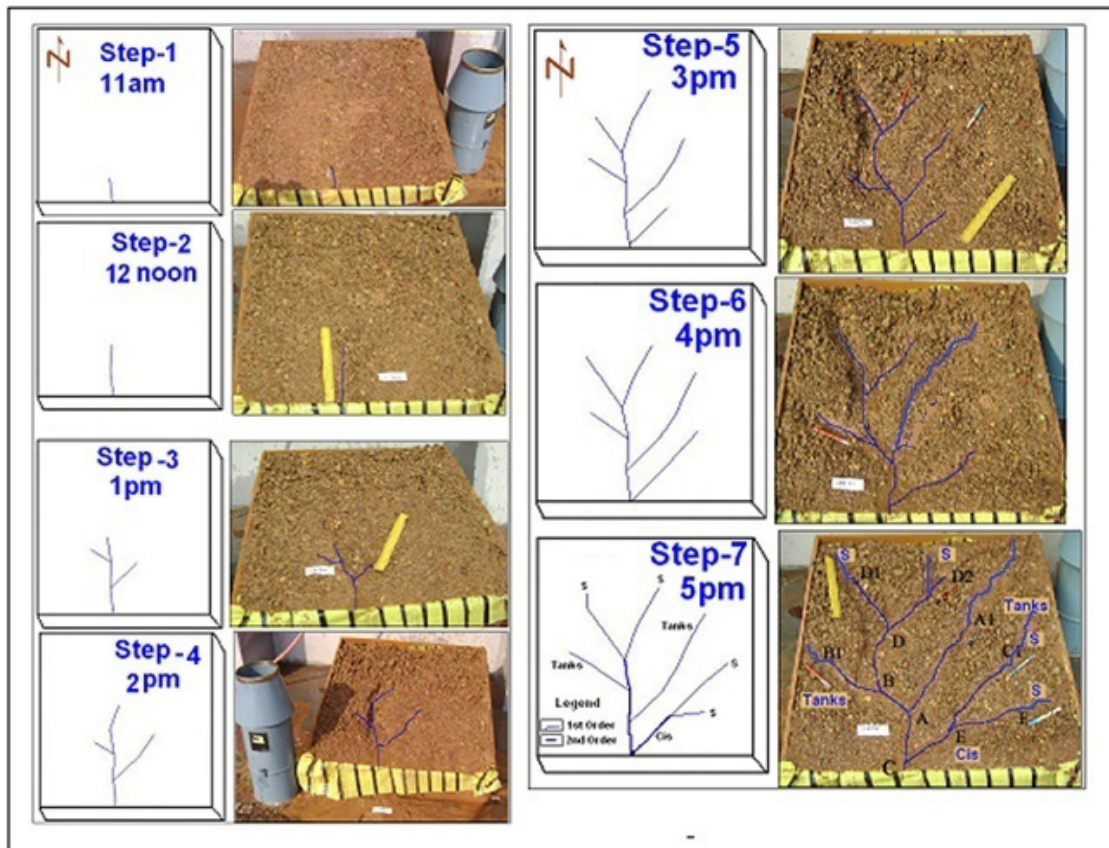 Step-1
11am
Step-2
12 noon
Step-3
1pm
Step-4
2pm
Step-5
3pm
Step-6
4pm
Step-7
5pm
S
S
Tanks
Tanks
S
S
Legend
1st Order
2nd Order
Cis
S
S
D1
D2
Tanks
A1
D
S
C1
B1
B
S
Tanks
A
E
Cis
C